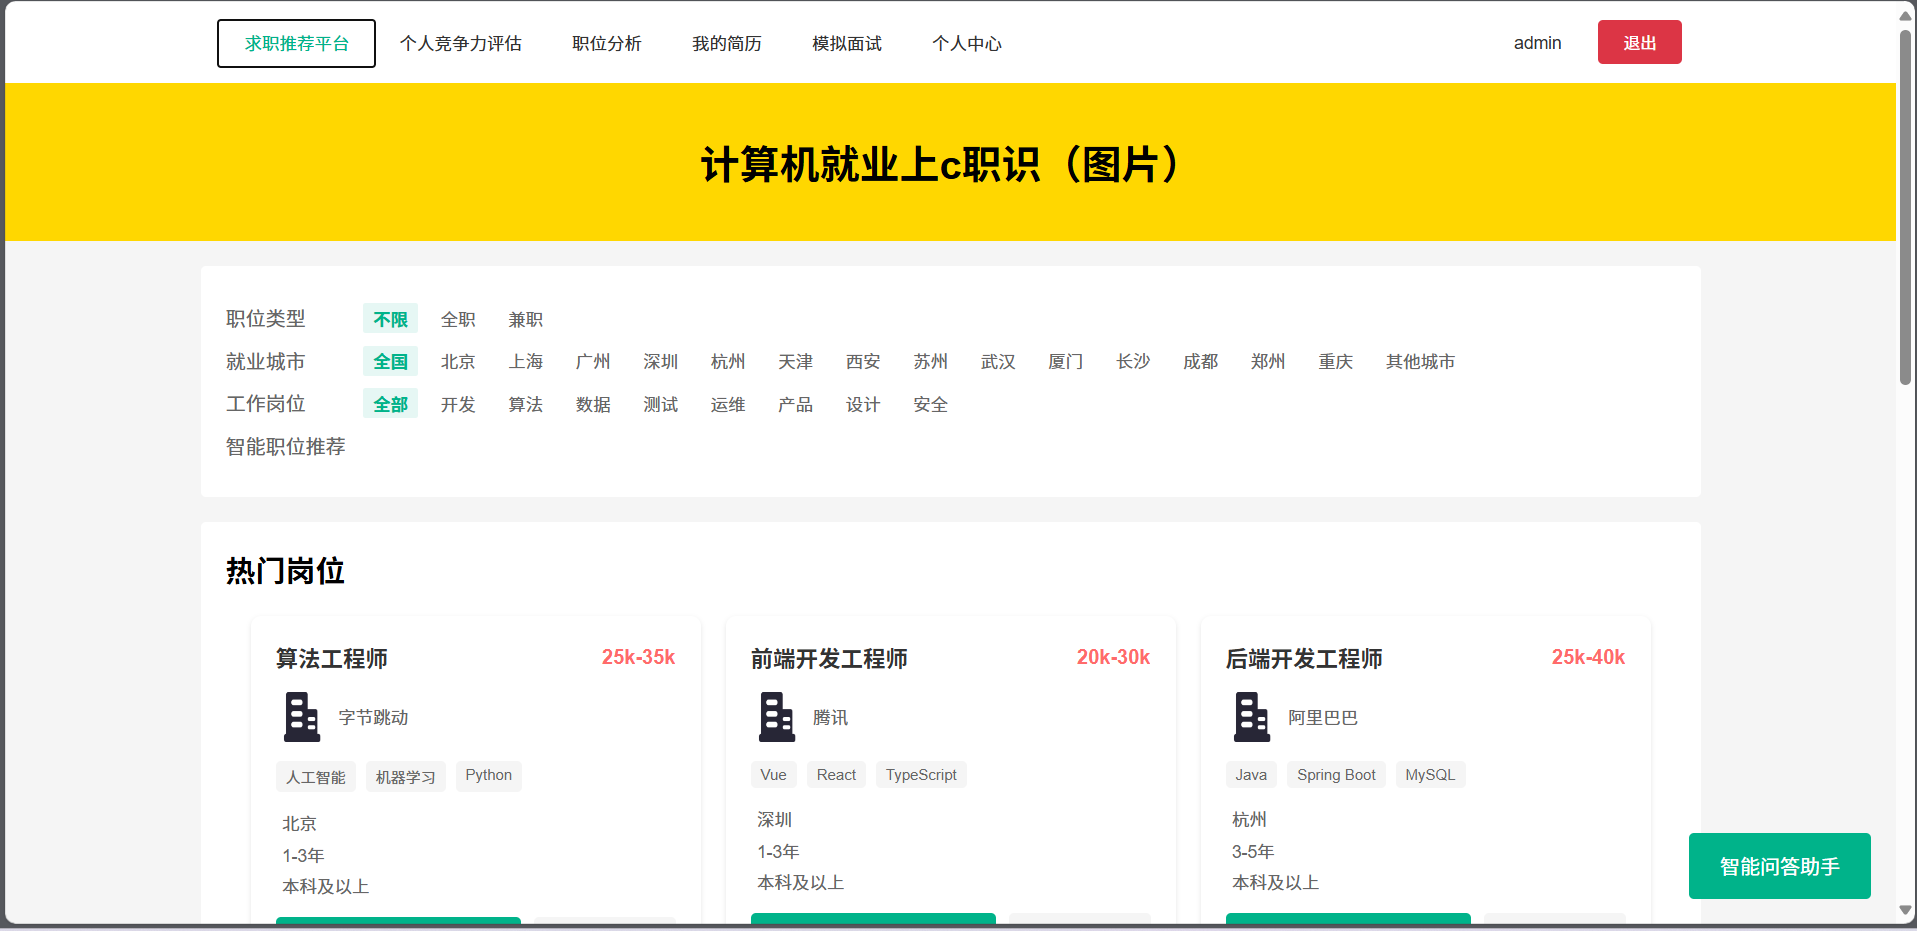 求职推荐平台 个人竞争力评估 职位分析 我的简历 模拟面试 个人中心 admin 退出
计算机就业上c职识（图片）
职位类型 不限 全职 兼职
就业城市 全国 北京 上海 广州 深圳 杭州 天津 西安 苏州 武汉 厦门 长沙 成都 郑州 重庆 其他城市
工作岗位 全部 开发 算法 数据 测试 运维 产品 设计 安全
智能职位推荐
热门岗位
算法工程师 25k-35k
字节跳动
人工智能 机器学习 Python
北京
1-3年
本科及以上
前端开发工程师 20k-30k
腾讯
Vue React TypeScript
深圳
1-3年
本科及以上
后端开发工程师 25k-40k
阿里巴巴
Java Spring Boot MySQL
杭州
3-5年
本科及以上
智能问答助手